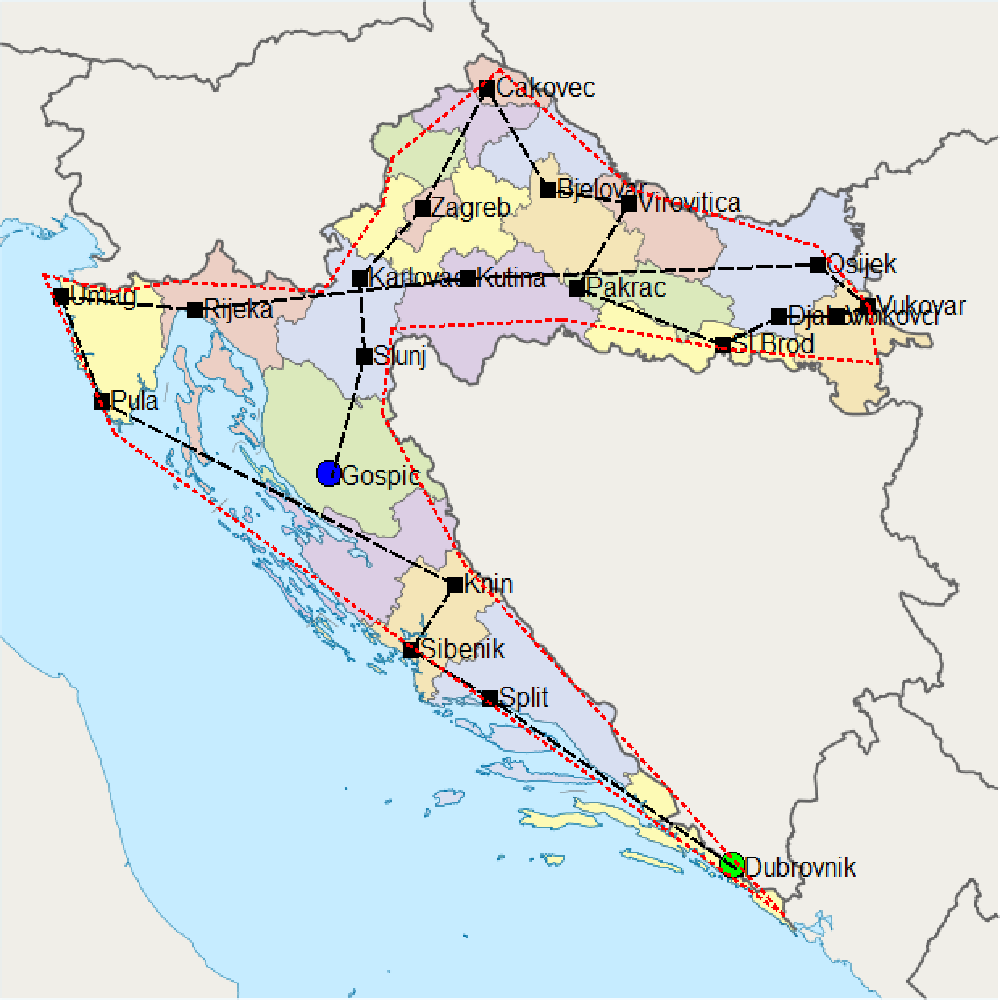 Cakovec
Bjelovar
Virovitica
Zagreb
Osijek
Karlovac
Kutina
Pakrac
Umag
Rijeka
Vukovar
Sl Brod
Slunj
Pula
Gospic
Knin
Sibenik
Split
Dubrovnik